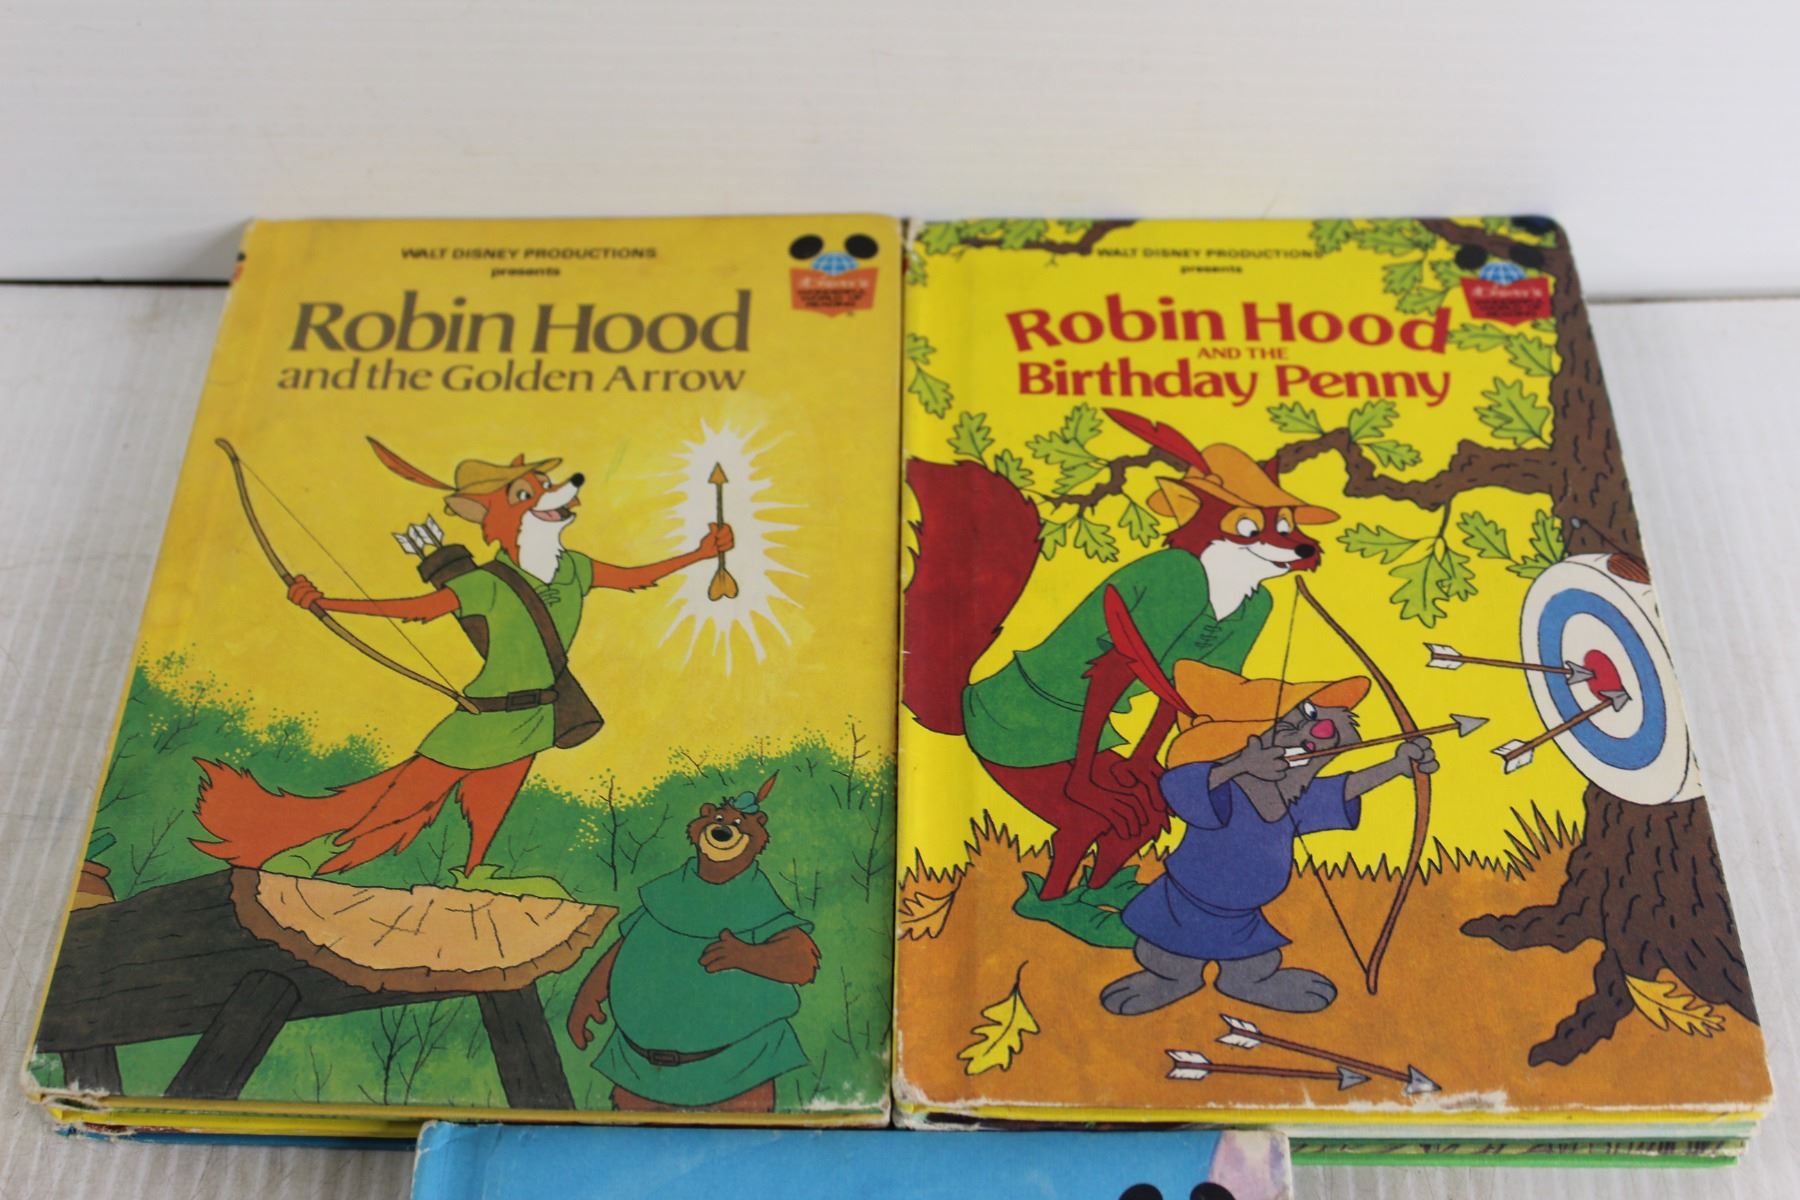 WALT DISNEY PRODUCTIONS
presents
Robin Hood
and the Golden Arrow
WALT DISNEY PRODUCTIONS
presents
Robin Hood
AND THE
Birthday Penny